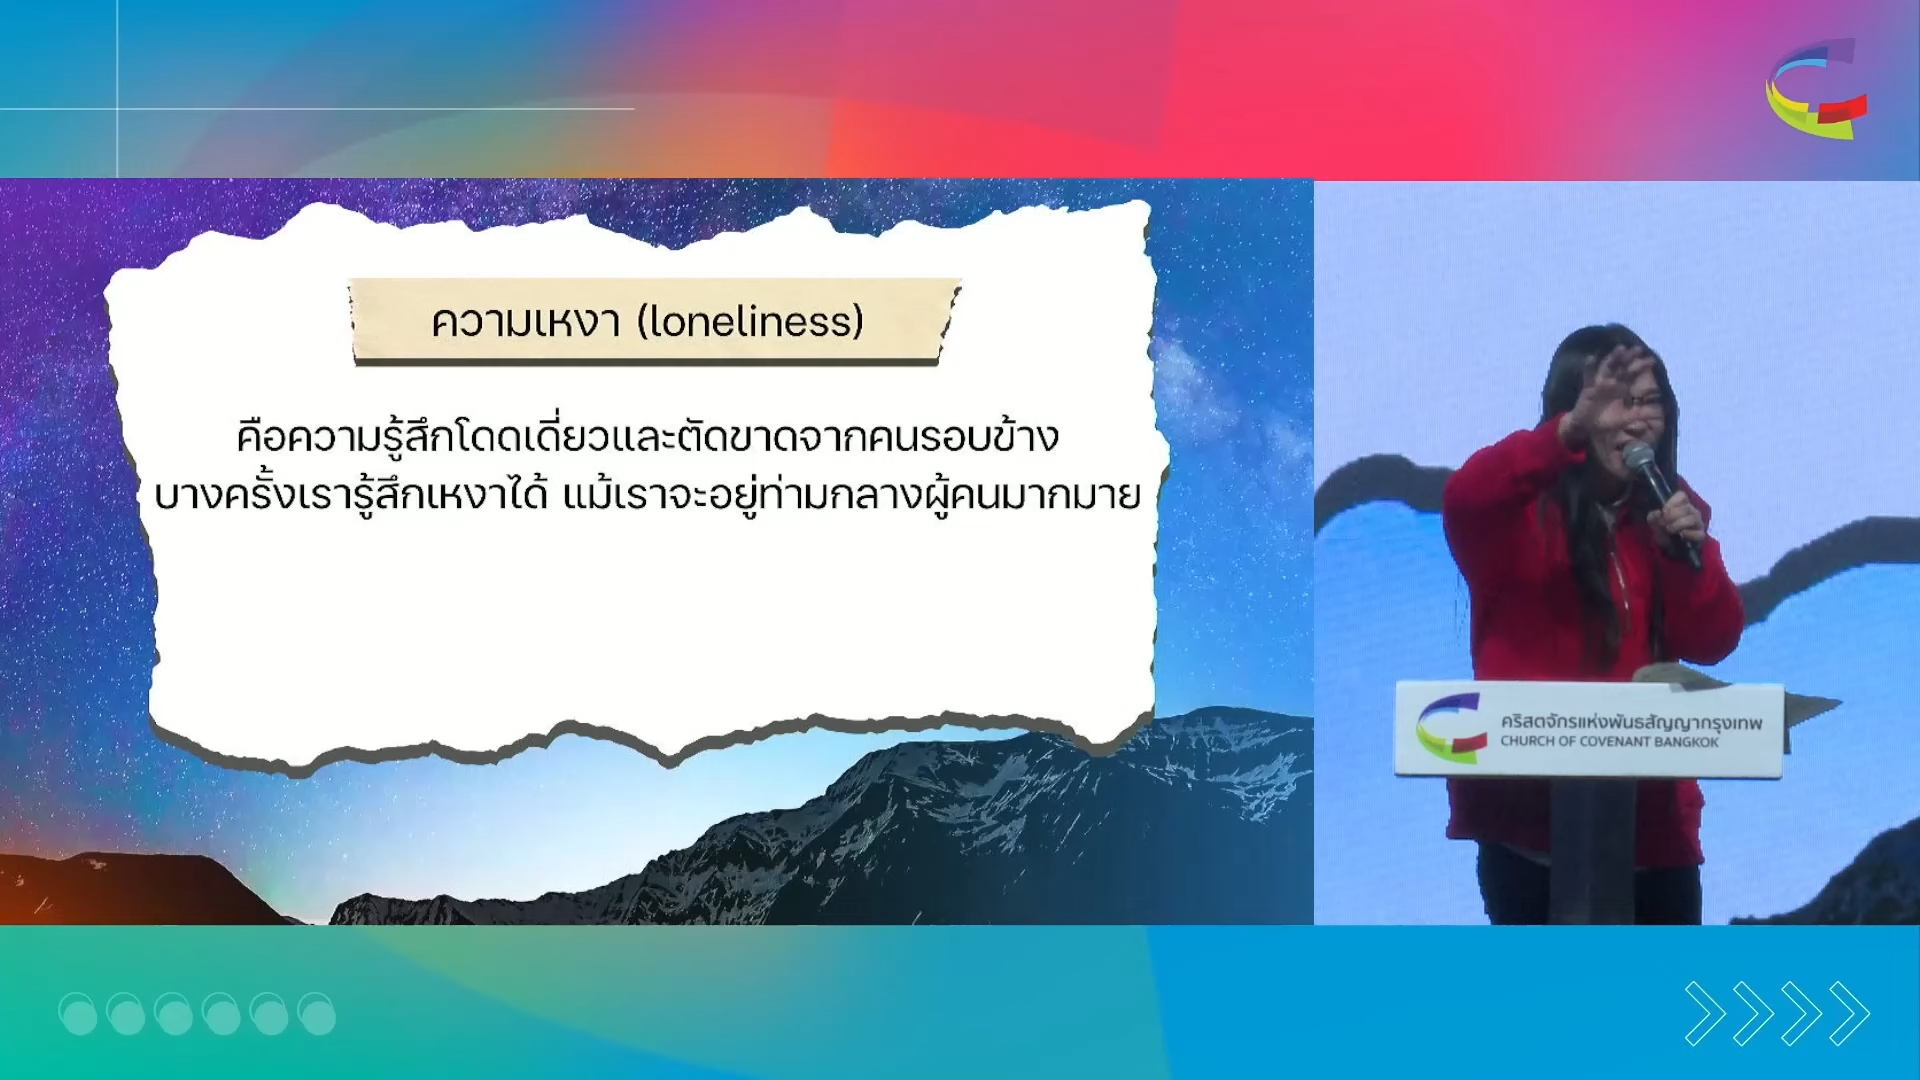 ความเหงา (loneliness)
คือความรู้สึกโดดเดี่ยวและตัดขาดจากคนรอบข้าง
บางครั้งเรารู้สึกเหงาได้ แม้เราจะอยู่ท่ามกลางผู้คนมากมาย
คริสตจักรแห่งพันธสัญญากรุงเทพ
CHURCH OF COVENANT BANGKOK